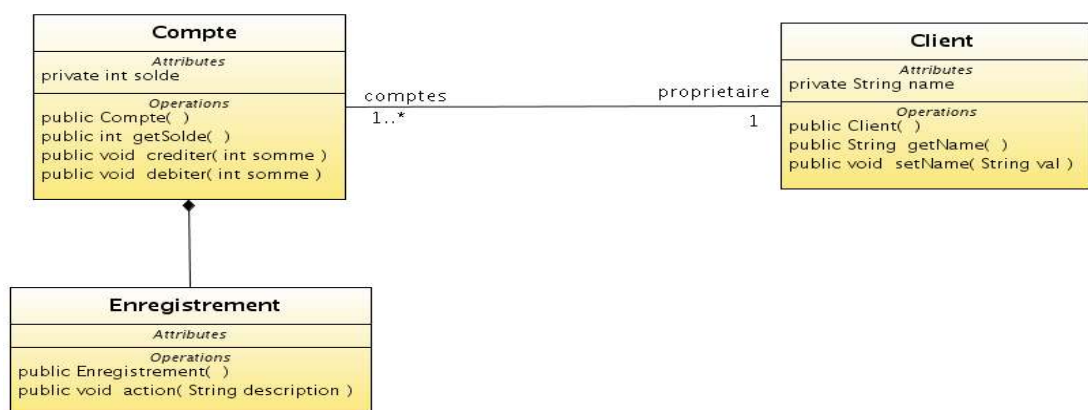 Compte
Attributes
private int solde
Operations
public Compte( )
public int getSolde( )
public void crediter( int somme )
public void debiter( int somme )
comptes
1..*
proprietaire
1
Client
Attributes
private String name
Operations
public Client( )
public String getName( )
public void setName( String val )
Enregistrement
Attributes
Operations
public Enregistrement( )
public void action( String description )